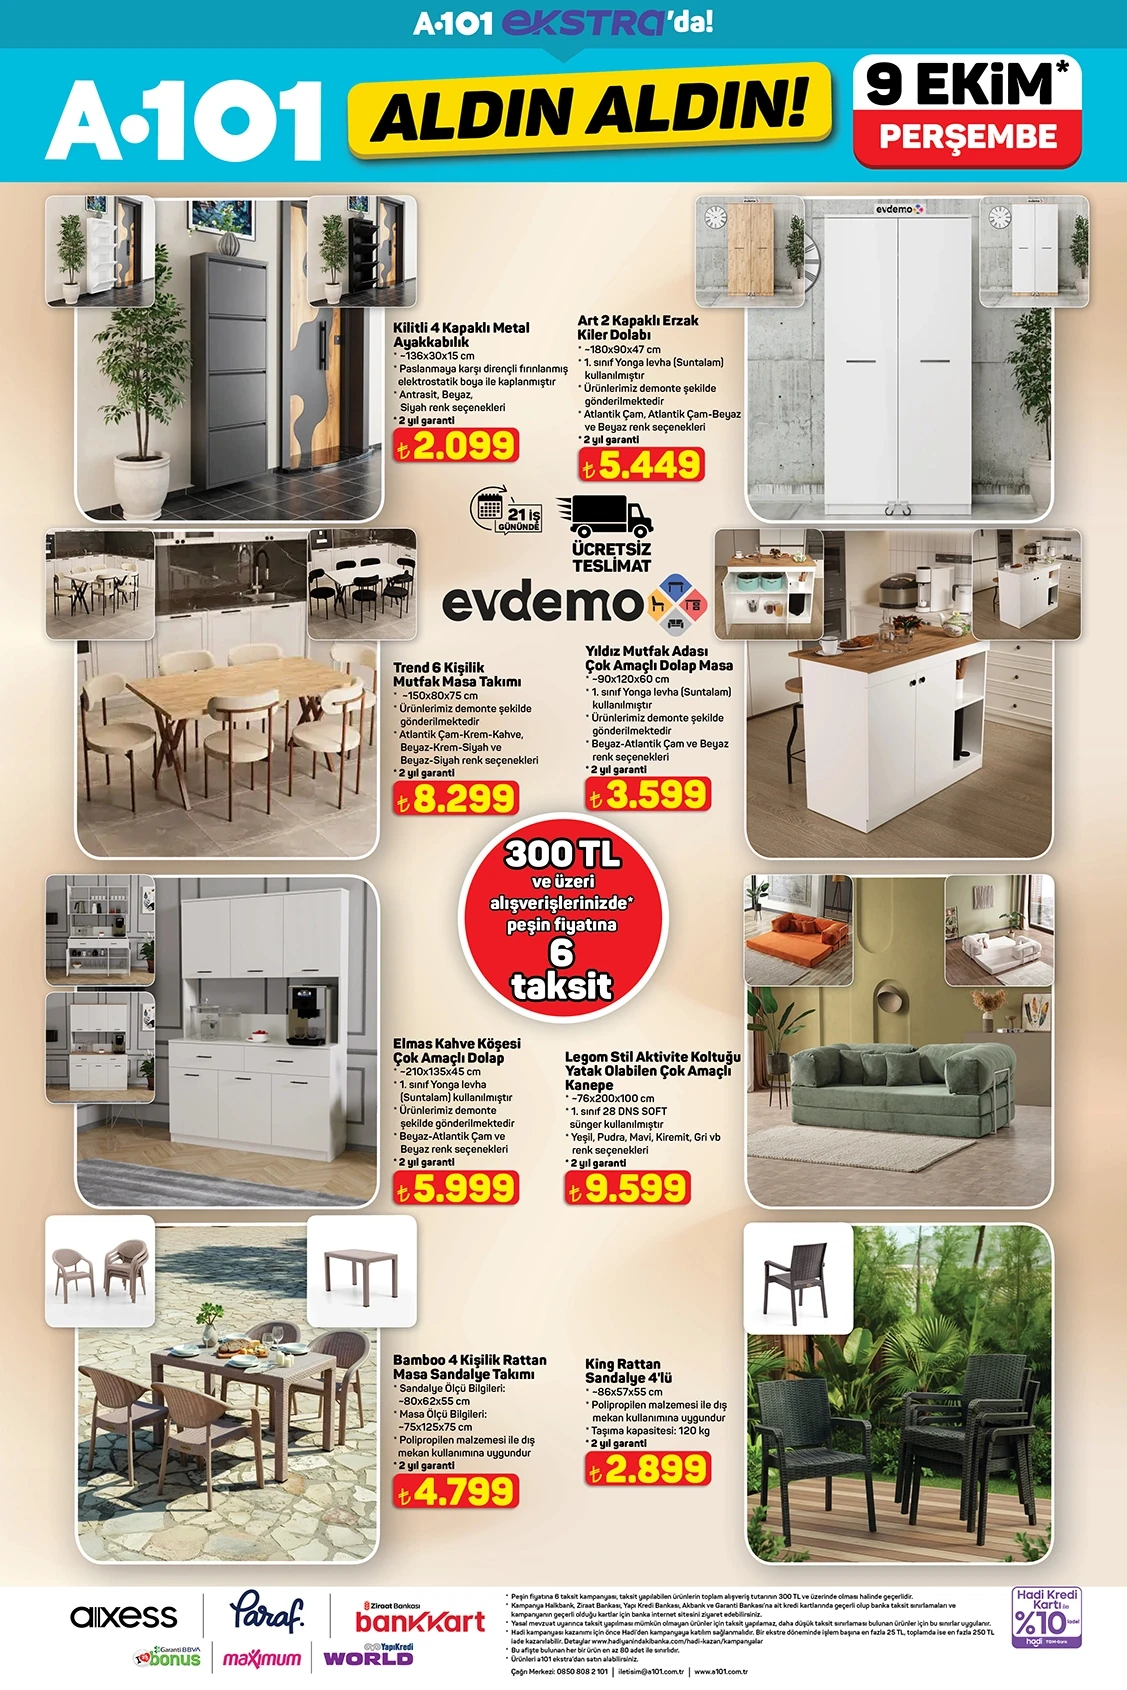 A·101 EKSTRA'da!
A·101
ALDIN ALDIN!
9 EKİM*
PERŞEMBE
Kilitli 4 Kapaklı Metal
Ayakkabılık
* ~136x30x15 cm
* Paslanmaya karşı dirençli fırınlanmış
elektrostatik boya ile kaplanmıştır
* Antrasit, Beyaz,
Siyah renk seçenekleri
* 2 yıl garanti
₺2.099
Art 2 Kapaklı Erzak
Kiler Dolabı
* ~180x90x47 cm
* 1. sınıf Yonga levha (Suntalam)
kullanılmıştır
* Ürünlerimiz demonte şekilde
gönderilmektedir
* Atlantik Çam, Atlantik Çam-Beyaz
ve Beyaz renk seçenekleri
* 2 yıl garanti
₺5.449
evdemo
21 iş
GÜNÜNDE
ÜCRETSİZ
TESLİMAT
evdemo
Trend 6 Kişilik
Mutfak Masa Takımı
* ~150x80x75 cm
* Ürünlerimiz demonte şekilde
gönderilmektedir
* Atlantik Çam-Krem-Kahve,
Beyaz-Krem-Siyah ve
Beyaz-Siyah renk seçenekleri
* 2 yıl garanti
₺8.299
Yıldız Mutfak Adası
Çok Amaçlı Dolap Masa
* ~90x120x60 cm
* 1. sınıf Yonga levha (Suntalam)
kullanılmıştır
* Ürünlerimiz demonte şekilde
gönderilmektedir
* Beyaz-Atlantik Çam ve Beyaz
renk seçenekleri
* 2 yıl garanti
₺3.599
300 TL
ve üzeri
alışverişlerinizde*
peşin fiyatına
6
taksit
Elmas Kahve Köşesi
Çok Amaçlı Dolap
* ~210x135x45 cm
* 1. sınıf Yonga levha
(Suntalam) kullanılmıştır
* Ürünlerimiz demonte
şekilde gönderilmektedir
* Beyaz-Atlantik Çam ve
Beyaz renk seçenekleri
* 2 yıl garanti
₺5.999
Legom Stil Aktivite Koltuğu
Yatak Olabilen Çok Amaçlı
Kanepe
* ~76x200x100 cm
* 1. sınıf 28 DNS SOFT
sünger kullanılmıştır
* Yeşil, Pudra, Mavi, Kiremit, Gri vb
renk seçenekleri
* 2 yıl garanti
₺9.599
Bamboo 4 Kişilik Rattan
Masa Sandalye Takımı
* Sandalye Ölçü Bilgileri:
~80x62x55 cm
* Masa Ölçü Bilgileri:
~75x125x75 cm
* Polipropilen malzemesi ile dış
mekan kullanımına uygundur
* 2 yıl garanti
₺4.799
King Rattan
Sandalye 4'lü
* ~86x57x55 cm
* Polipropilen malzemesi ile dış
mekan kullanımına uygundur
* Taşıma kapasitesi: 120 kg
* 2 yıl garanti
₺2.899
axess
Paraf.
Ziraat Bankası
bankkart
Garanti BBVA
bonus
maximum
YapıKredi
WORLD
* Peşin fiyatına 6 taksit kampanyası, taksit yapılabilen ürünlerin toplam alışveriş tutarının 300 TL ve üzerinde olması halinde geçerlidir.
* Kampanya Halkbank, Ziraat Bankası, Yapı Kredi Bankası, Akbank ve Garanti Bankası'na ait kredi kartlarında geçerli olup banka taksit sınırlamaları ve
kampanyanın geçerli olduğu kartlar için banka internet sitesini ziyaret edebilirsiniz.
* Yasal mevzuat uyarınca taksit yapılması mümkün olmayan ürünler için taksit yapılamaz, daha düşük taksit sınırlaması bulunan ürünler için bu sınırlar uygulanır.
* Hadi kampanyası kazanımı için önce Hadi'den kampanyaya katılım sağlanmalıdır. Bir ekstre döneminde işlem başına en fazla 25 TL, toplamda ise en fazla 250 TL
iade kazanılabilir. Detaylar www.hadiyanindakibanka.com/hadi-kazan/kampanyalar
* Bu afişte bulunan her bir ürün en az 80 adet ile sınırlıdır.
* Ürünleri a101 ekstra'dan satın alabilirsiniz.
Çağrı Merkezi: 0850 808 2 101 | iletisim@a101.com.tr | www.a101.com.tr
Hadi Kredi
Kartı ile
%10 iade!
hadi